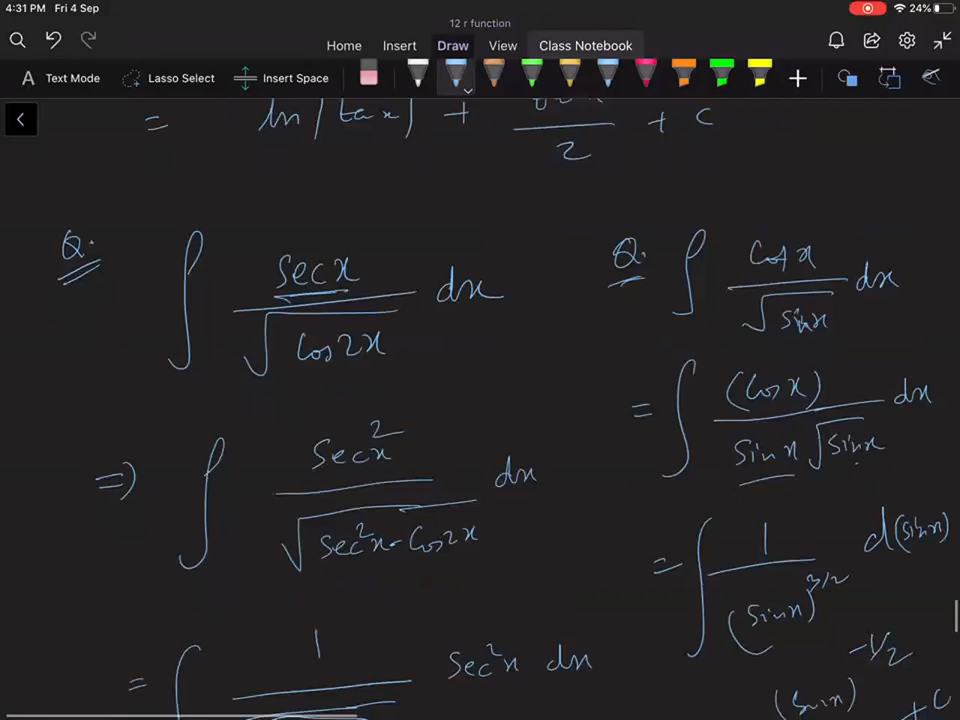 4:31 PM Fri 4 Sep
24%
12 r function
Home Insert Draw View Class Notebook
Text Mode Lasso Select Insert Space
= ln|tan x| + /2 + c
Q. ∫ secx/√cos2x dx
⇒ ∫ sec²x/√(sec²x·cos2x) dx
= ∫ 1/ sec²x dx
Q. ∫ cot x/√sinx dx
= ∫ (cosx)/(sinx √sinx) dx
= ∫ 1/(sinx)^3/2 d(sinx)
(sinx)^-1/2 + c